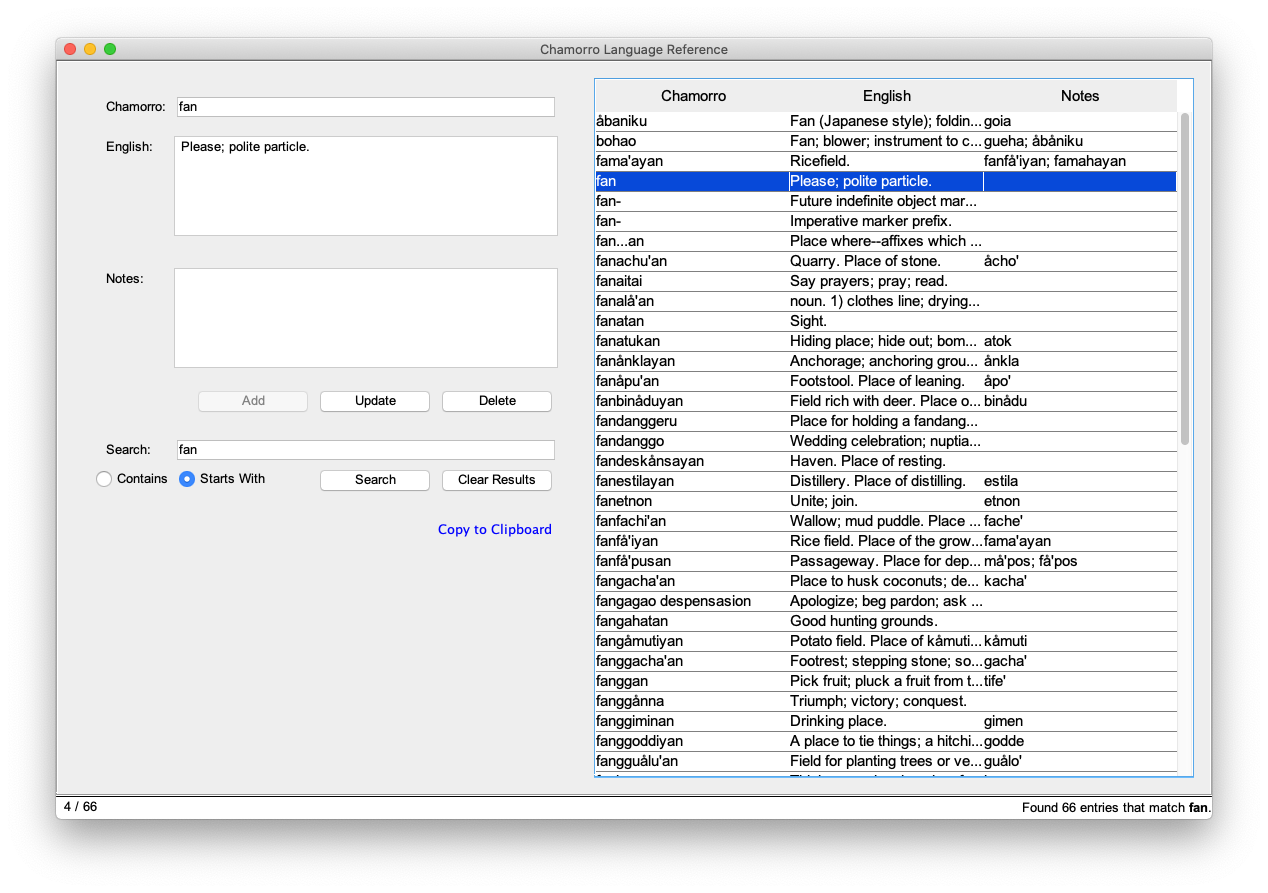 Chamorro Language Reference
Chamorro: fan
English: Please; polite particle.
Notes:
Add Update Delete
Search: fan
Contains Starts With Search Clear Results
Copy to Clipboard
Chamorro English Notes
åbaniku Fan (Japanese style); foldin... goia
bohao Fan; blower; instrument to c... gueha; åbåniku
fama'ayan Ricefield. fanfå'iyan; famahayan
fan Please; polite particle.
fan- Future indefinite object mar...
fan- Imperative marker prefix.
fan...an Place where--affixes which ...
fanachu'an Quarry. Place of stone. åcho'
fanaitai Say prayers; pray; read.
fanalå'an noun. 1) clothes line; drying...
fanatan Sight.
fanatukan Hiding place; hide out; bom... atok
fanånklayan Anchorage; anchoring grou... ånkla
fanåpu'an Footstool. Place of leaning. åpo'
fanbinåduyan Field rich with deer. Place o... binådu
fandanggeru Place for holding a fandang...
fandanggo Wedding celebration; nuptia...
fandeskånsayan Haven. Place of resting.
fanestilayan Distillery. Place of distilling. estila
fanetnon Unite; join. etnon
fanfachi'an Wallow; mud puddle. Place ... fache'
fanfå'iyan Rice field. Place of the grow... fama'ayan
fanfå'pusan Passageway. Place for dep... må'pos; få'pos
fangacha'an Place to husk coconuts; de... kacha'
fangagao despensasion Apologize; beg pardon; ask ...
fangahatan Good hunting grounds.
fangåmutiyan Potato field. Place of kåmuti... kåmuti
fanggacha'an Footrest; stepping stone; so... gacha'
fanggan Pick fruit; pluck a fruit from t... tife'
fanggånna Triumph; victory; conquest.
fanggiminan Drinking place. gimen
fanggoddiyan A place to tie things; a hitchi... godde
fangguålu'an Field for planting trees or ve... guålo'
4 / 66 Found 66 entries that match fan.